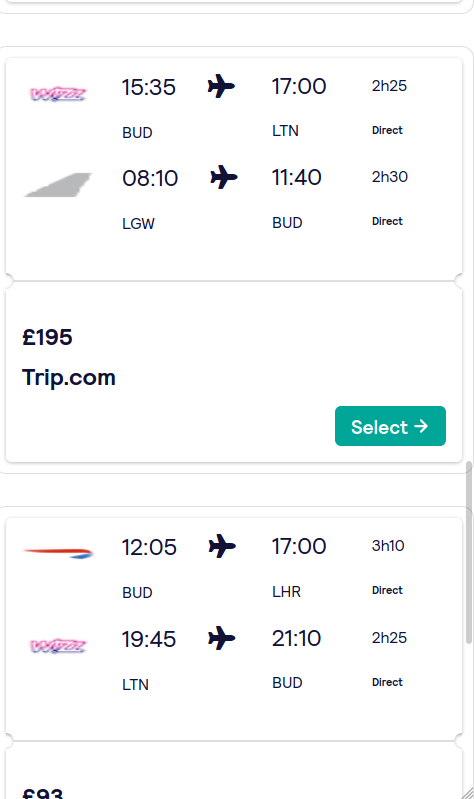 WIZZ
15:35
17:00
2h25
BUD
LTN
Direct
08:10
11:40
2h30
LGW
BUD
Direct
£195
Trip.com
Select →
12:05
17:00
3h10
BUD
LHR
Direct
WIZZ
19:45
21:10
2h25
LTN
BUD
Direct
£93